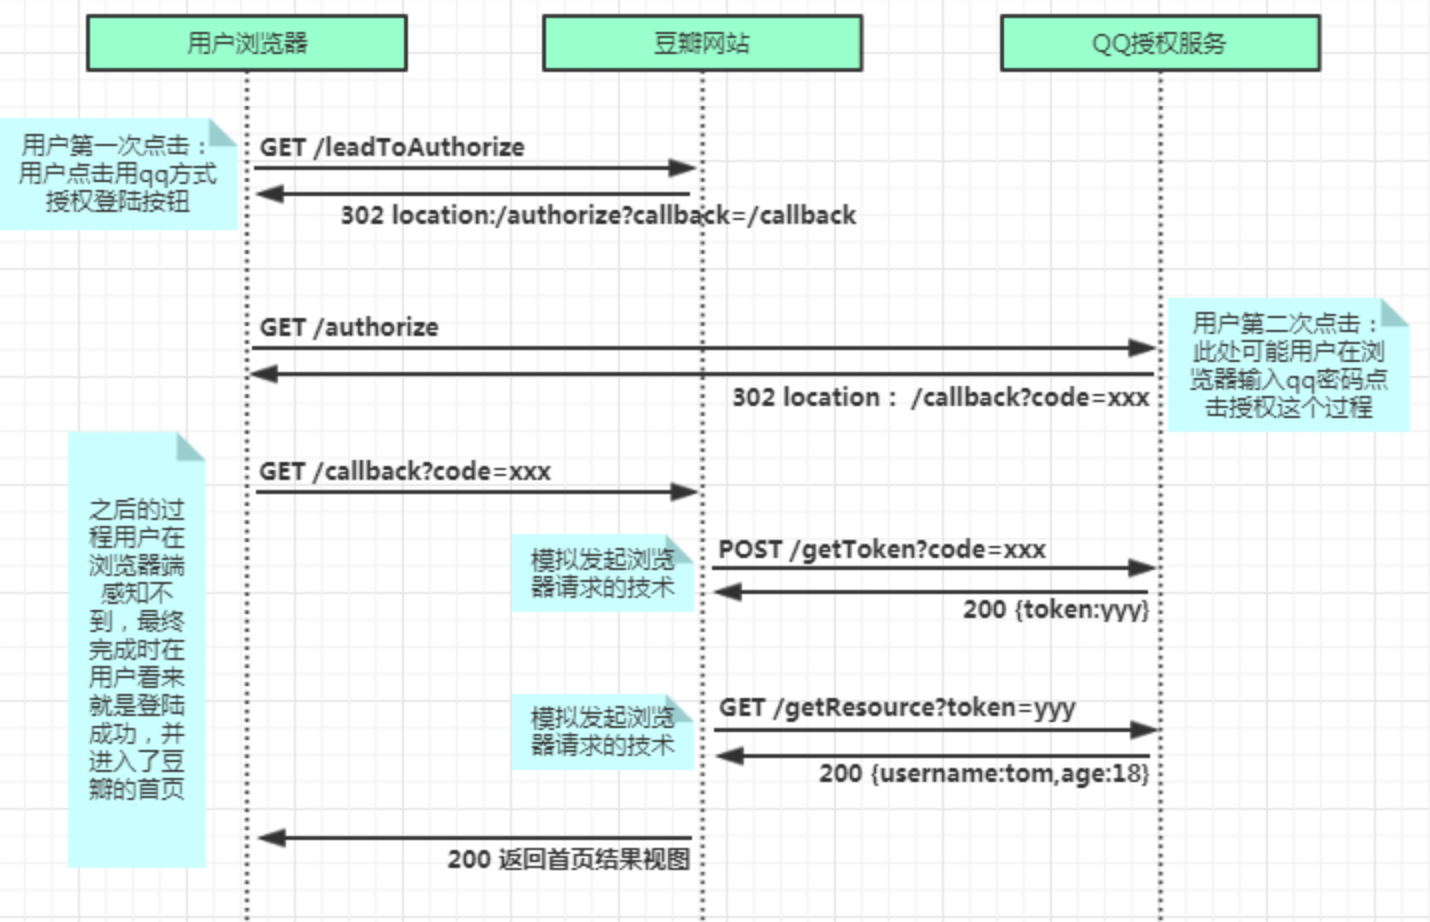 用户浏览器
豆瓣网站
QQ授权服务
用户第一次点击：
用户点击用qq方式
授权登陆按钮
GET /leadToAuthorize
302 location:/authorize?callback=/callback
GET /authorize
302 location： /callback?code=xxx
用户第二次点击：
此处可能用户在浏
览器输入qq密码点
击授权这个过程
GET /callback?code=xxx
之后的过
程用户在
浏览器端
感知不
到，最终
完成时在
用户看来
就是登陆
成功，并
进入了豆
瓣的首页
模拟发起浏览
器请求的技术
POST /getToken?code=xxx
200 {token:yyy}
模拟发起浏览
器请求的技术
GET /getResource?token=yyy
200 {username:tom,age:18}
200 返回首页结果视图